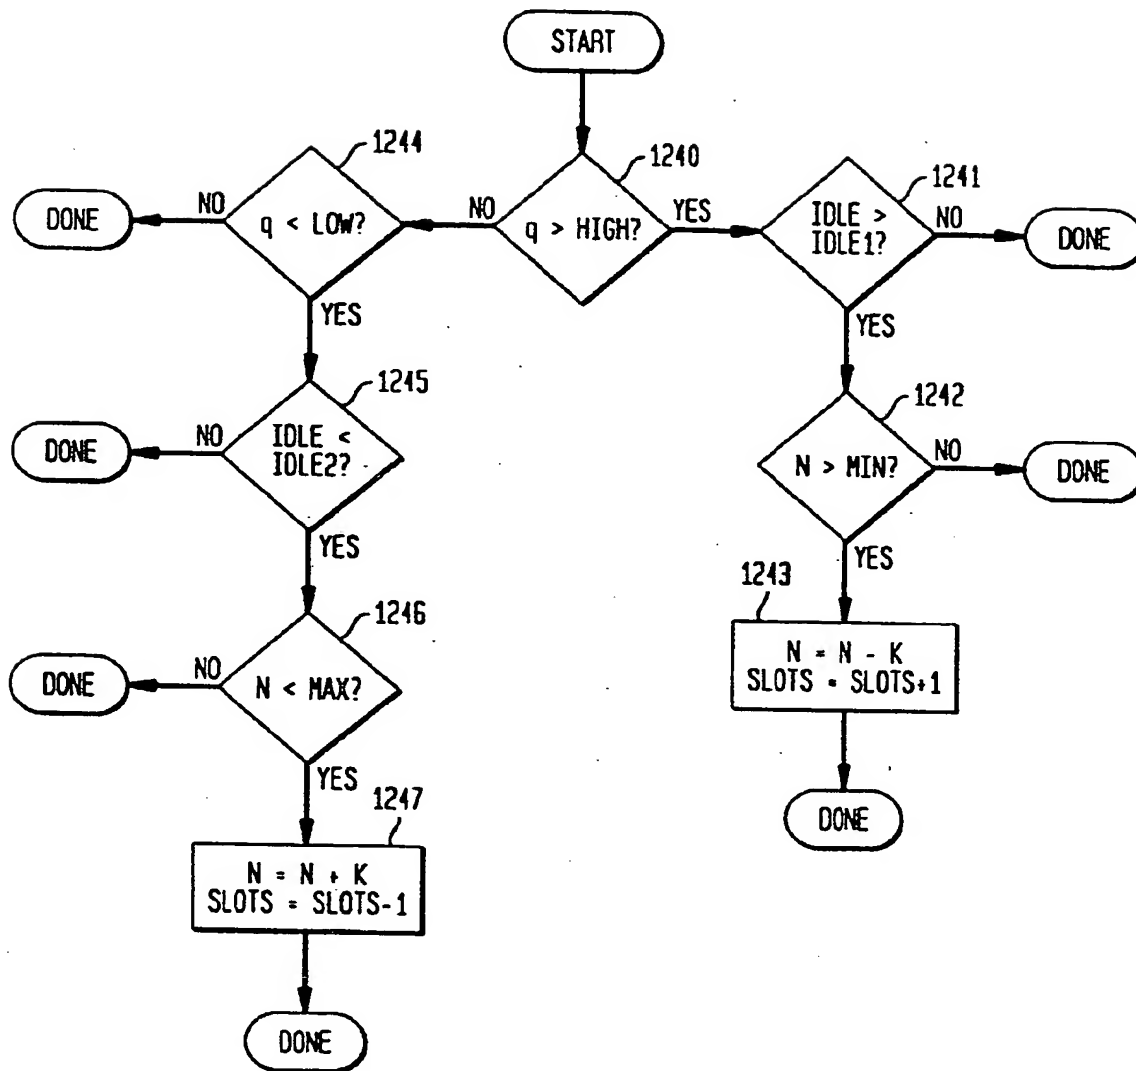 START
1244
1240
1241
DONE
NO
q < LOW?
NO
q > HIGH?
YES
IDLE >
IDLE1?
NO
DONE
YES
YES
1245
1242
DONE
NO
IDLE <
IDLE2?
N > MIN?
NO
DONE
YES
YES
1243
1246
N = N - K
SLOTS = SLOTS+1
DONE
NO
N < MAX?
YES
1247
DONE
N = N + K
SLOTS = SLOTS-1
DONE